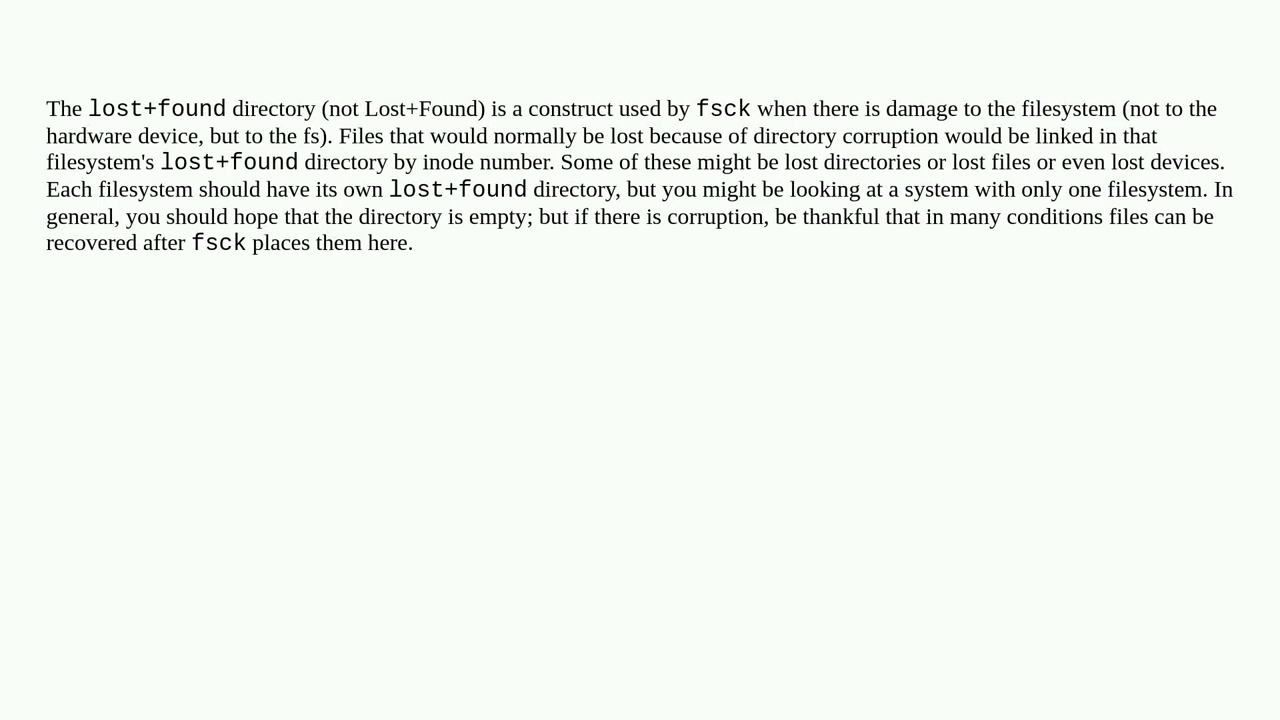 The lost+found directory (not Lost+Found) is a construct used by fsck when there is damage to the filesystem (not to the
hardware device, but to the fs). Files that would normally be lost because of directory corruption would be linked in that
filesystem's lost+found directory by inode number. Some of these might be lost directories or lost files or even lost devices.
Each filesystem should have its own lost+found directory, but you might be looking at a system with only one filesystem. In
general, you should hope that the directory is empty; but if there is corruption, be thankful that in many conditions files can be
recovered after fsck places them here.